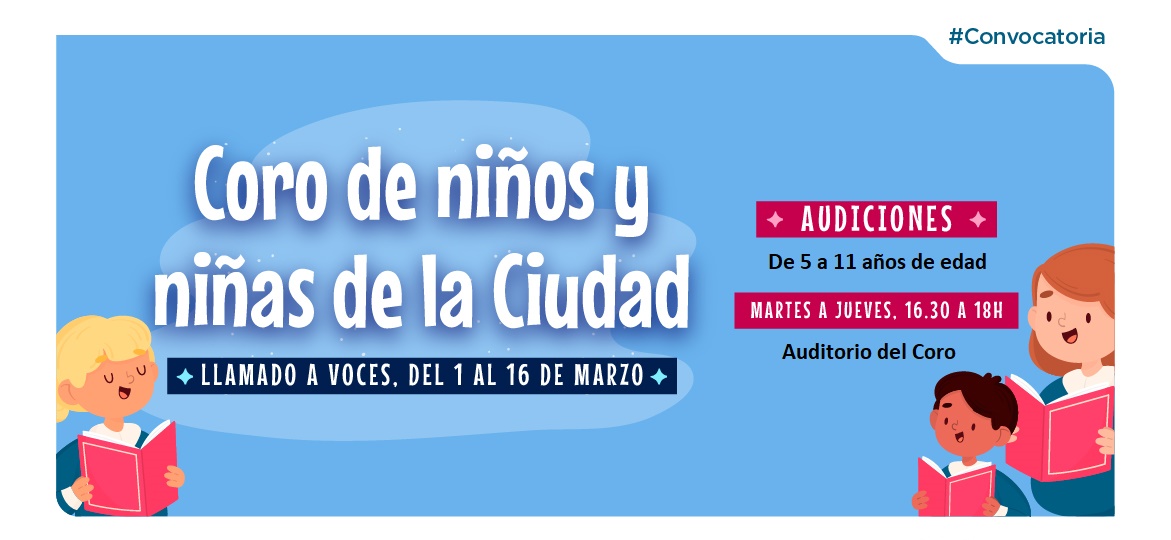 #Convocatoria
Coro de niños y
niñas de la Ciudad
LLAMADO A VOCES, DEL 1 AL 16 DE MARZO
AUDICIONES
De 5 a 11 años de edad
MARTES A JUEVES, 16.30 A 18H
Auditorio del Coro